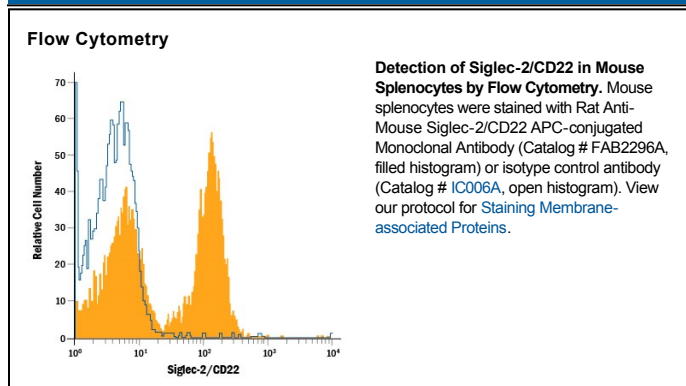 Flow Cytometry
Detection of Siglec-2/CD22 in Mouse
Splenocytes by Flow Cytometry. Mouse
splenocytes were stained with Rat Anti-
Mouse Siglec-2/CD22 APC-conjugated
Monoclonal Antibody (Catalog # FAB2296A,
filled histogram) or isotype control antibody
(Catalog # IC006A, open histogram). View
our protocol for Staining Membrane-
associated Proteins.
Relative Cell Number
70
60
50
40
30
20
10
0
10⁰ 10¹ 10² 10³ 10⁴
Siglec-2/CD22